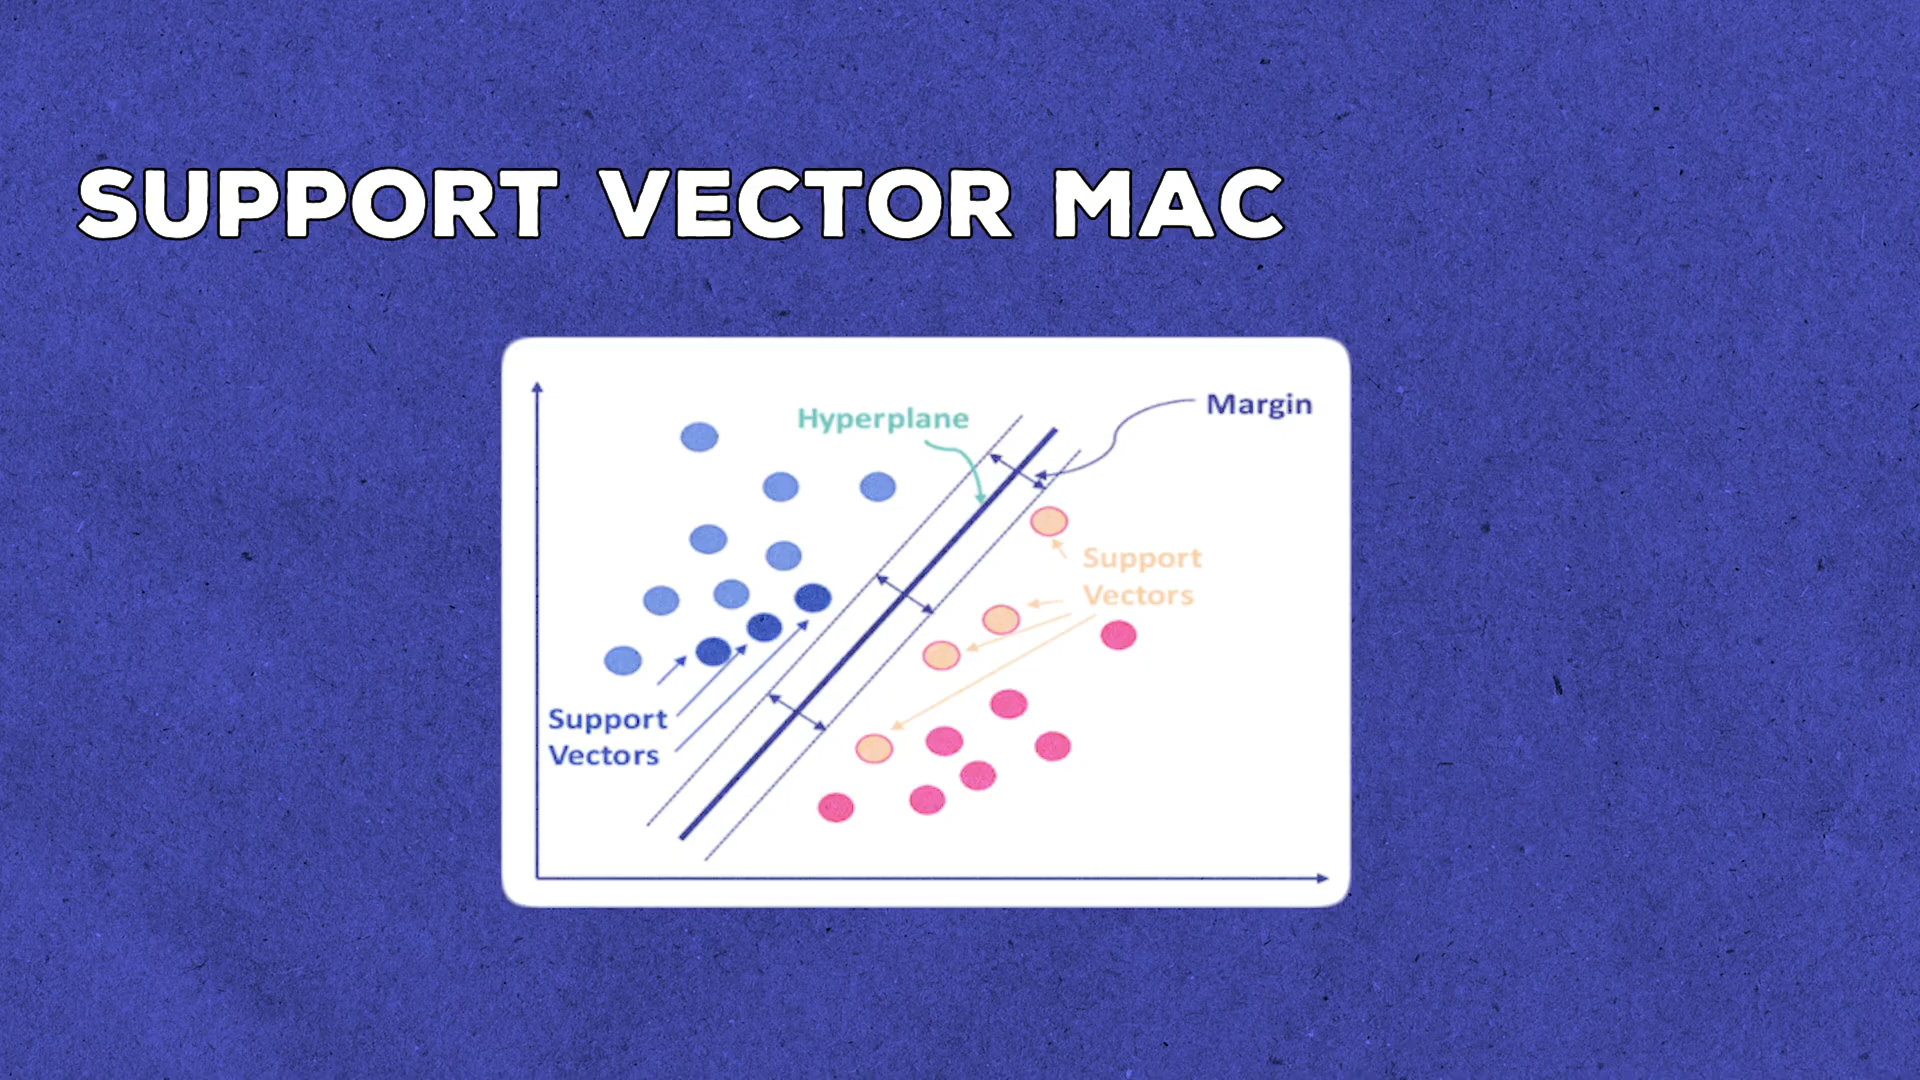 SUPPORT VECTOR MAC
Hyperplane
Margin
Support
Vectors
Support
Vectors